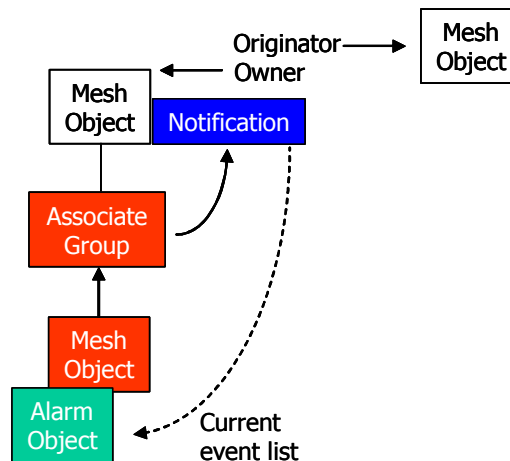 Originator
Owner
Mesh
Object
Mesh
Object
Notification
Associate
Group
Mesh
Object
Alarm
Object
Current
event list